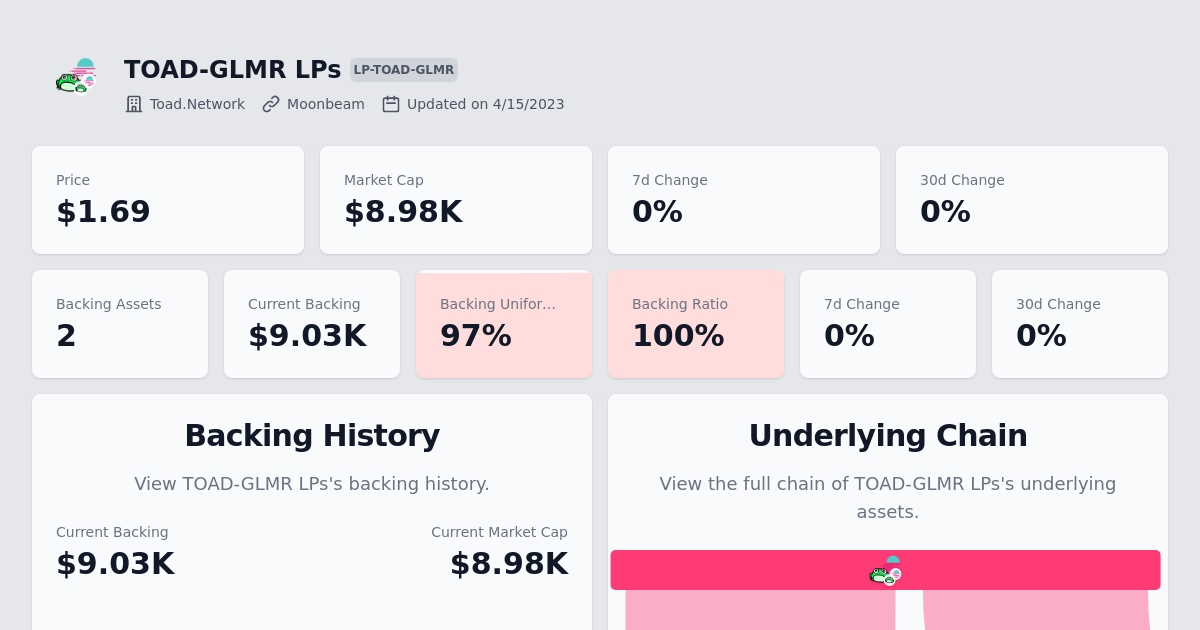 TOAD-GLMR LPs LP-TOAD-GLMR
Toad.Network Moonbeam Updated on 4/15/2023
Price Market Cap 7d Change 30d Change
$1.69 $8.98K 0% 0%
Backing Assets Current Backing Backing Unifor... Backing Ratio 7d Change 30d Change
2 $9.03K 97% 100% 0% 0%
Backing History
View TOAD-GLMR LPs's backing history.
Current Backing Current Market Cap
$9.03K $8.98K
Underlying Chain
View the full chain of TOAD-GLMR LPs's underlying
assets.